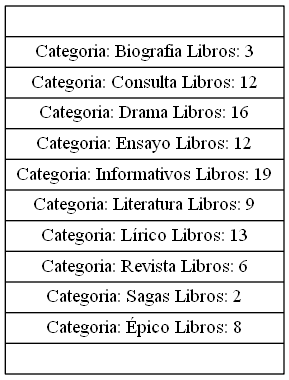 Categoria: Biografia Libros: 3
Categoria: Consulta Libros: 12
Categoria: Drama Libros: 16
Categoria: Ensayo Libros: 12
Categoria: Informativos Libros: 19
Categoria: Literatura Libros: 9
Categoria: Lírico Libros: 13
Categoria: Revista Libros: 6
Categoria: Sagas Libros: 2
Categoria: Épico Libros: 8